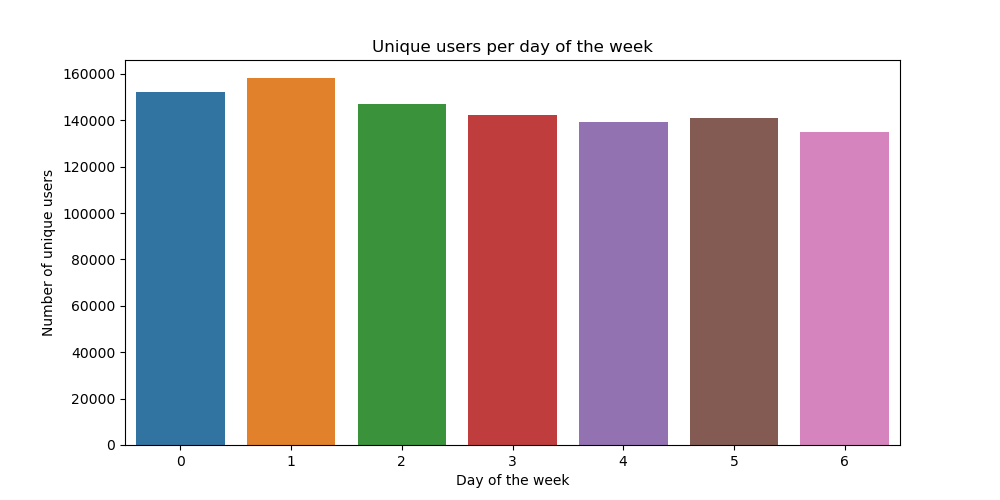 Unique users per day of the week
160000
140000
120000
100000
80000
60000
40000
20000
0
Number of unique users
0 1 2 3 4 5 6
Day of the week